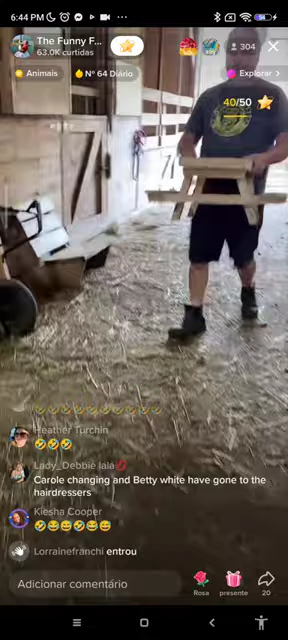 6:44 PM
54
The Funny F...
63.0K curtidas
304
Animais
Nº 64 Diário
Explorar >
40/50
Heather Turchin
🤣🤣🤣
Lady_Debbie lala💋
Carole changing and Betty white have gone to the
hairdressers
Kiesha Cooper
🤣😂😅🤣😂😅
Lorrainefranchi entrou
Adicionar comentário
Rosa
presente
20